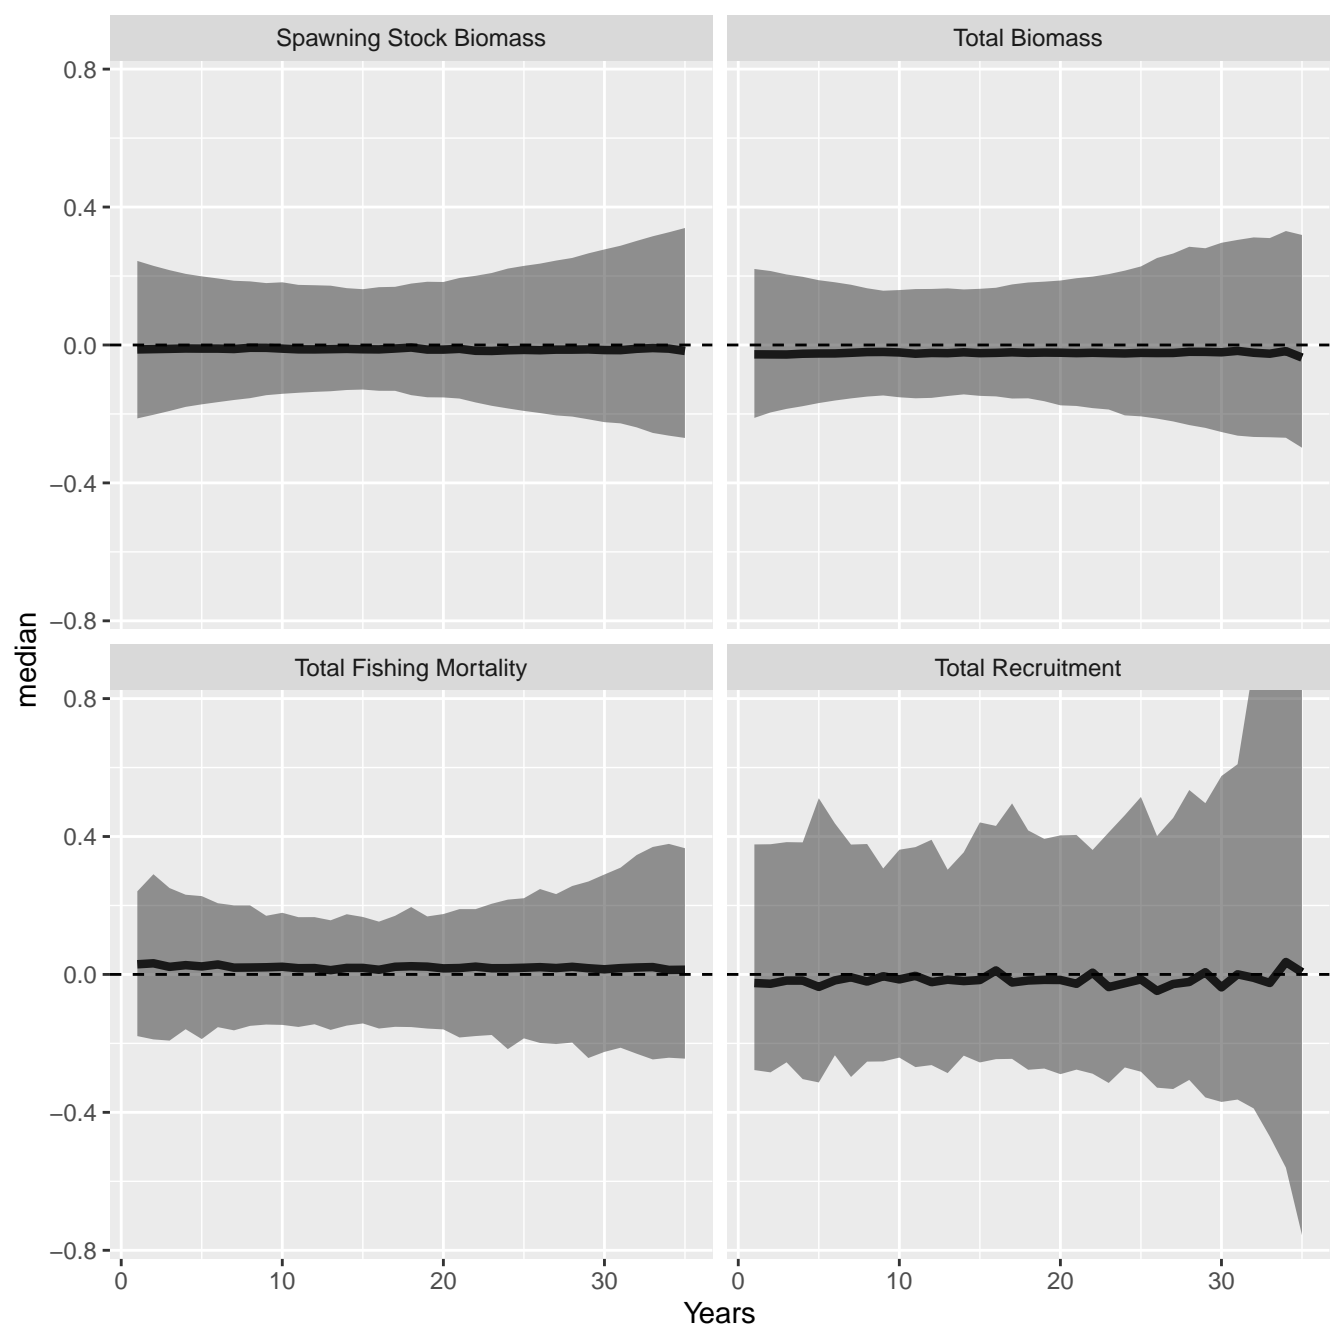 Spawning Stock Biomass
Total Biomass
0.8
0.4
0.0
−0.4
−0.8
median
Total Fishing Mortality
Total Recruitment
0.8
0.4
0.0
−0.4
−0.8
0 10 20 30
0 10 20 30
Years